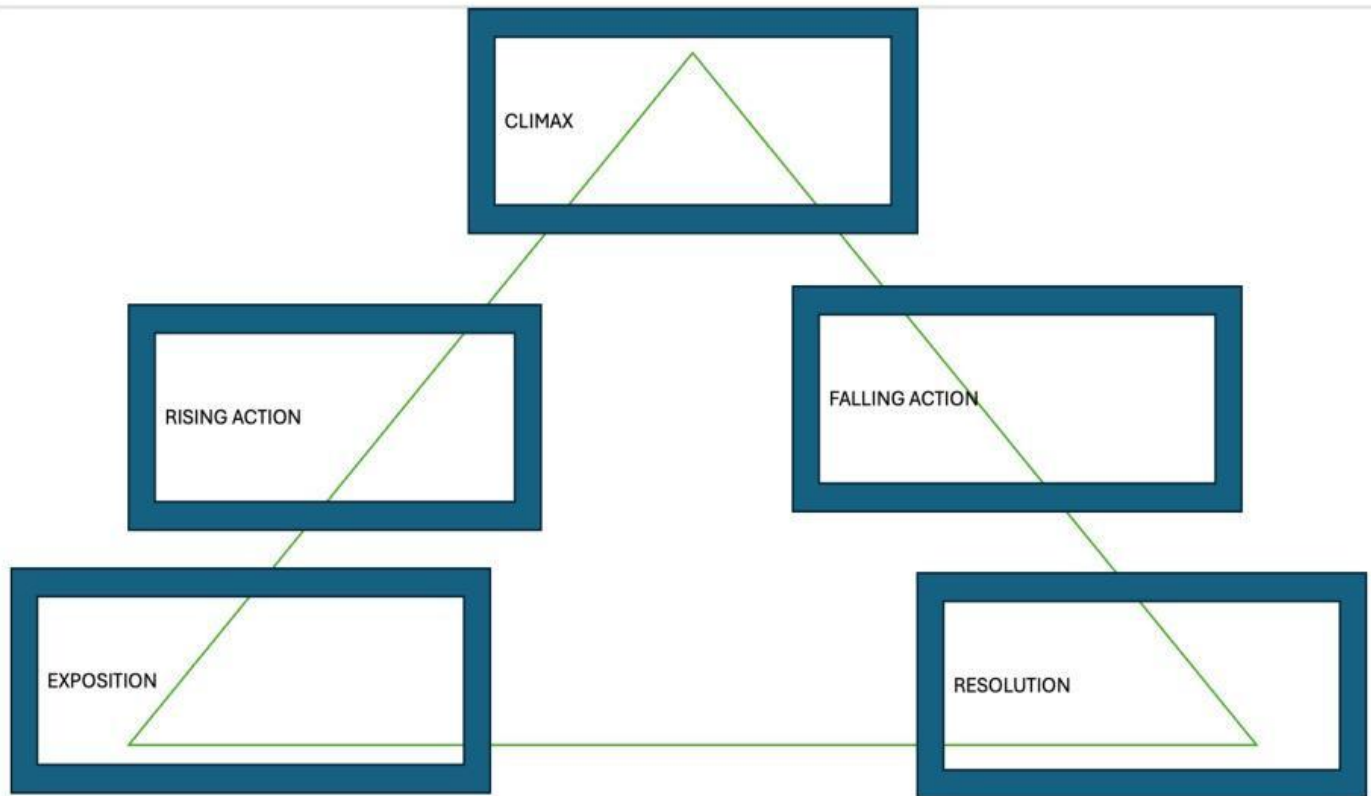 CLIMAX
RISING ACTION
FALLING ACTION
EXPOSITION
RESOLUTION